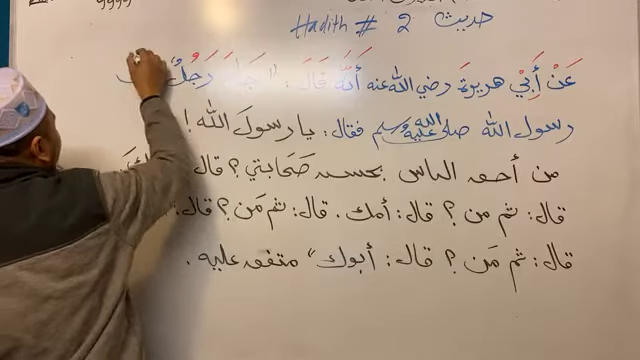 9999
Hadith # 2 حديث
عَنْ أَبِيْ هريرةَ رضي الله عنه أَنَّهُ قَالَ: "جَاءَ رَجُلٌ
رسول الله صلى الله عليه وسلم فقال: يا رسولَ الله!
من أحق الناس بحسن صَحَابتي؟ قال
قال: ثم من؟ قال: أمك. قال: ثم مَن؟ قال:
قال: ثم مَن؟ قال: أبوك" متفق عليه.